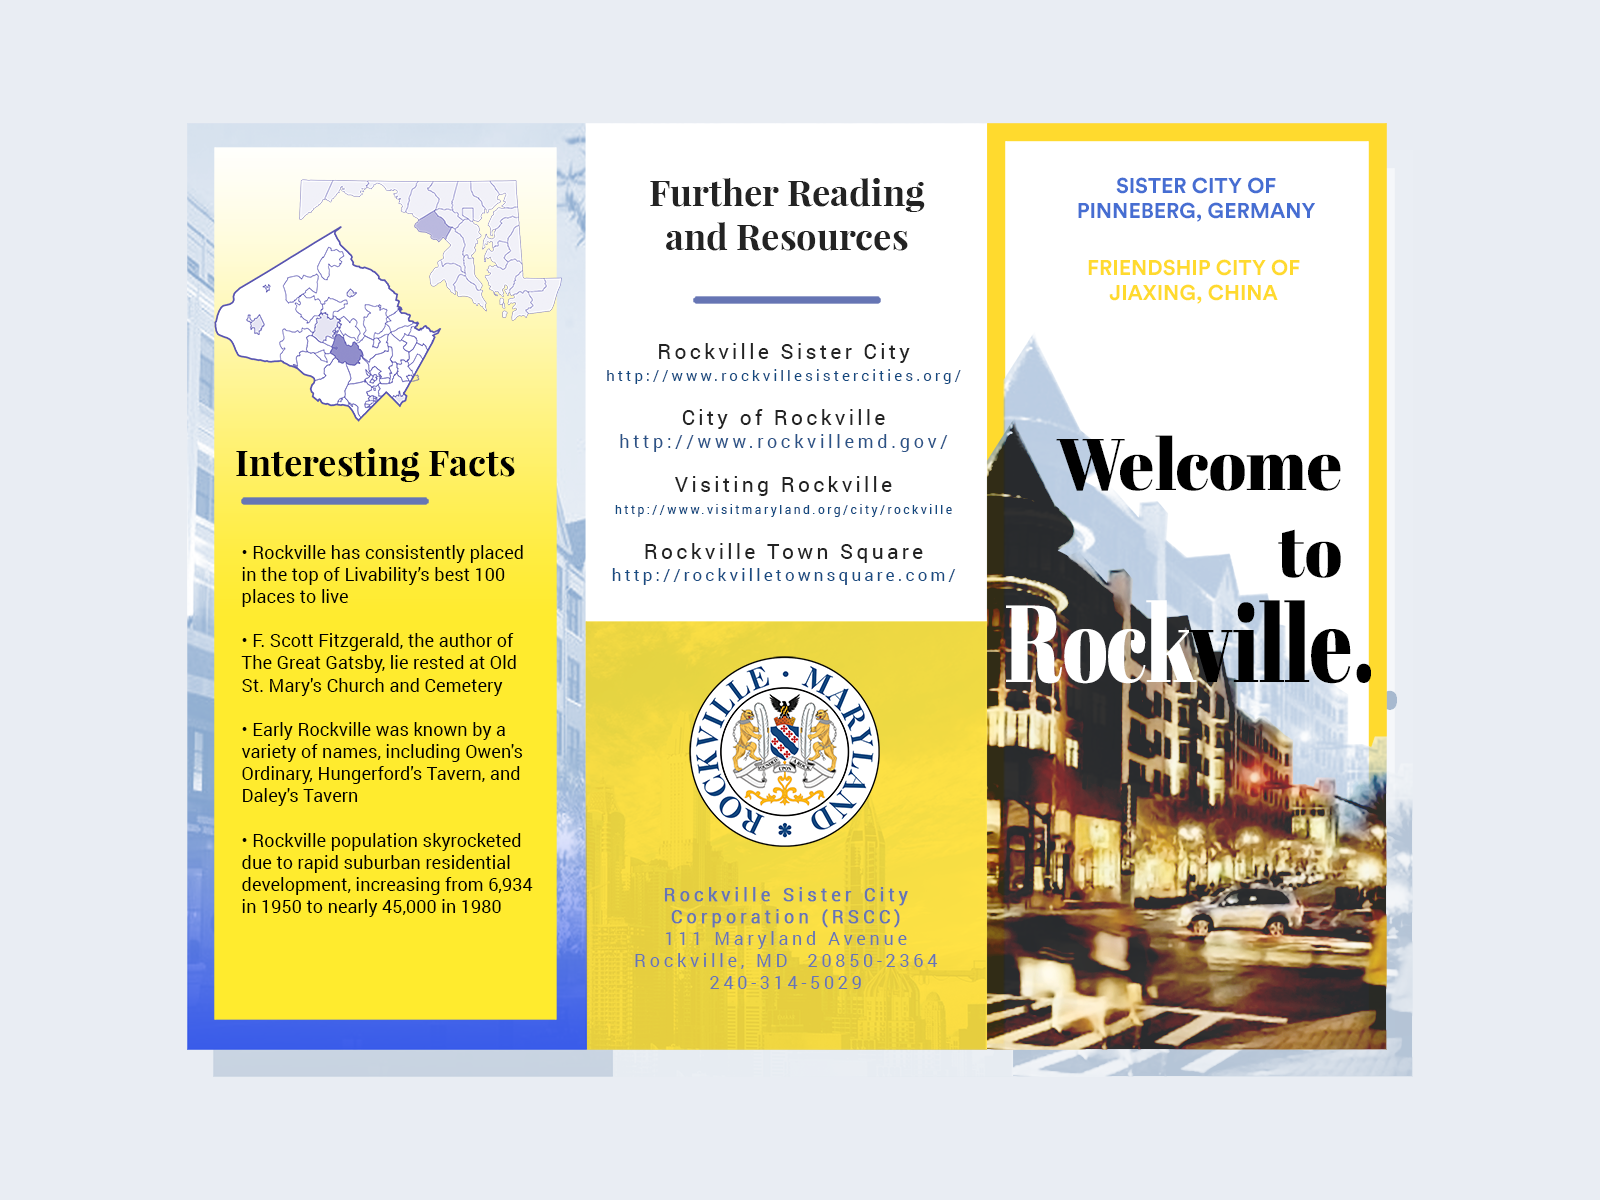 Interesting Facts
• Rockville has consistently placed
in the top of Livability’s best 100
places to live
• F. Scott Fitzgerald, the author of
The Great Gatsby, lie rested at Old
St. Mary's Church and Cemetery
• Early Rockville was known by a
variety of names, including Owen's
Ordinary, Hungerford's Tavern, and
Daley's Tavern
• Rockville population skyrocketed
due to rapid suburban residential
development, increasing from 6,934
in 1950 to nearly 45,000 in 1980
Further Reading
and Resources
Rockville Sister City
http://www.rockvillesistercities.org/
City of Rockville
http://www.rockvillemd.gov/
Visiting Rockville
http://www.visitmaryland.org/city/rockville
Rockville Town Square
http://rockvilletownsquare.com/
ROCKVILLE • MARYLAND
Rockville Sister City
Corporation (RSCC)
111 Maryland Avenue
Rockville, MD 20850-2364
240-314-5029
SISTER CITY OF
PINNEBERG, GERMANY
FRIENDSHIP CITY OF
JIAXING, CHINA
Welcome
to
Rockville.